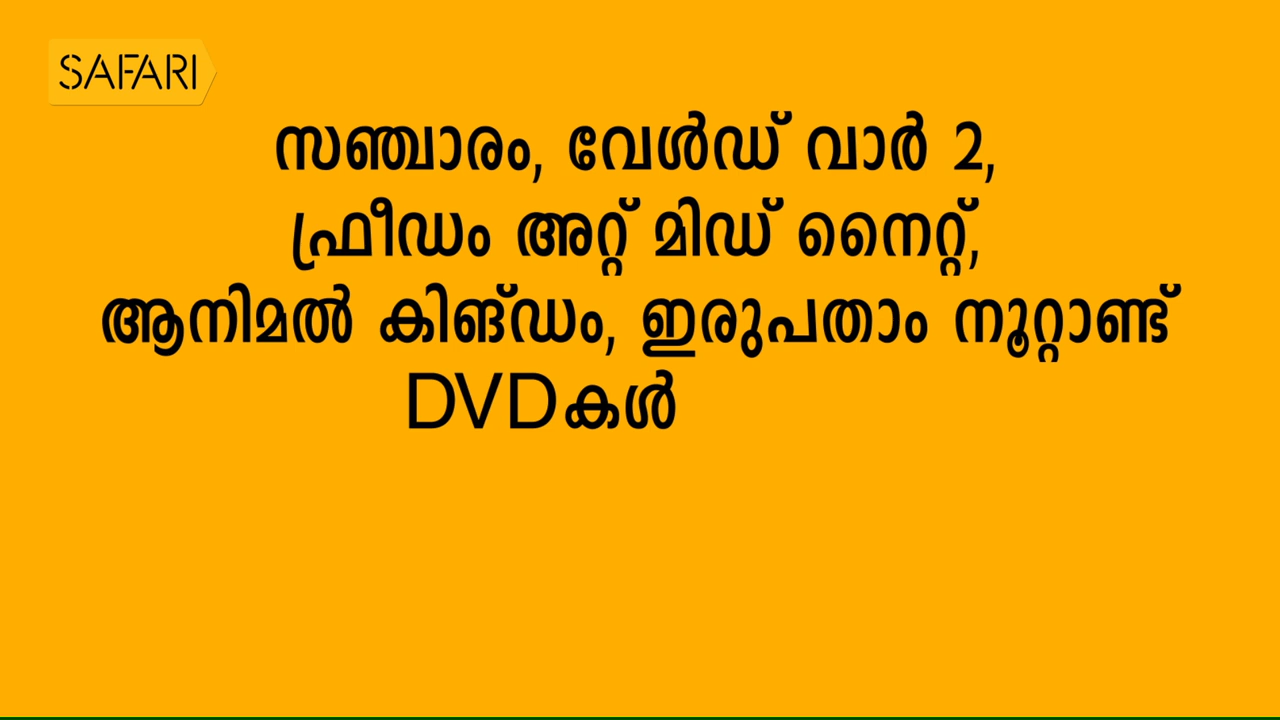 SAFARI
സഞ്ചാരം, വേൾഡ് വാർ 2,
ഫ്രീഡം അറ്റ് മിഡ് നൈറ്റ്,
ആനിമൽ കിങ്ഡം, ഇരുപതാം നൂറ്റാണ്ട്
DVDകൾ